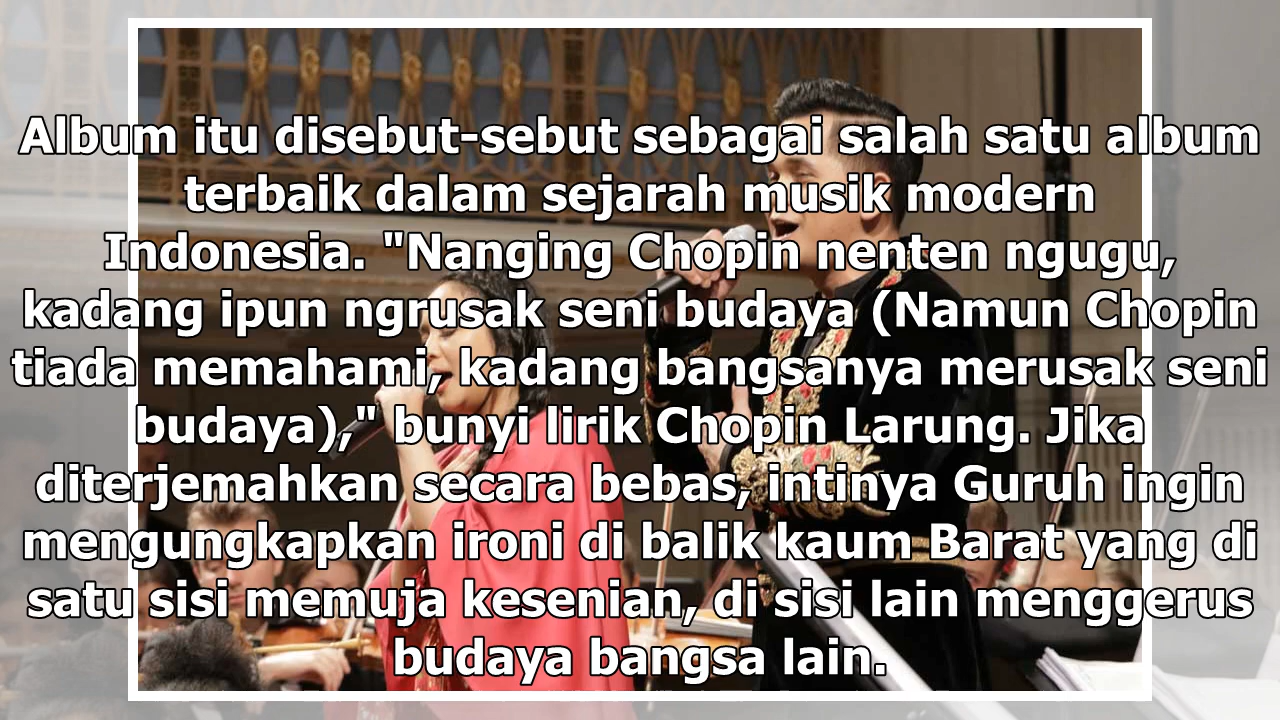 Album itu disebut-sebut sebagai salah satu album
terbaik dalam sejarah musik modern
Indonesia. "Nanging Chopin nenten ngugu,
kadang ipun ngrusak seni budaya (Namun Chopin
tiada memahami, kadang bangsanya merusak seni
budaya)," bunyi lirik Chopin Larung. Jika
diterjemahkan secara bebas, intinya Guruh ingin
mengungkapkan ironi di balik kaum Barat yang di
satu sisi memuja kesenian, di sisi lain menggerus
budaya bangsa lain.